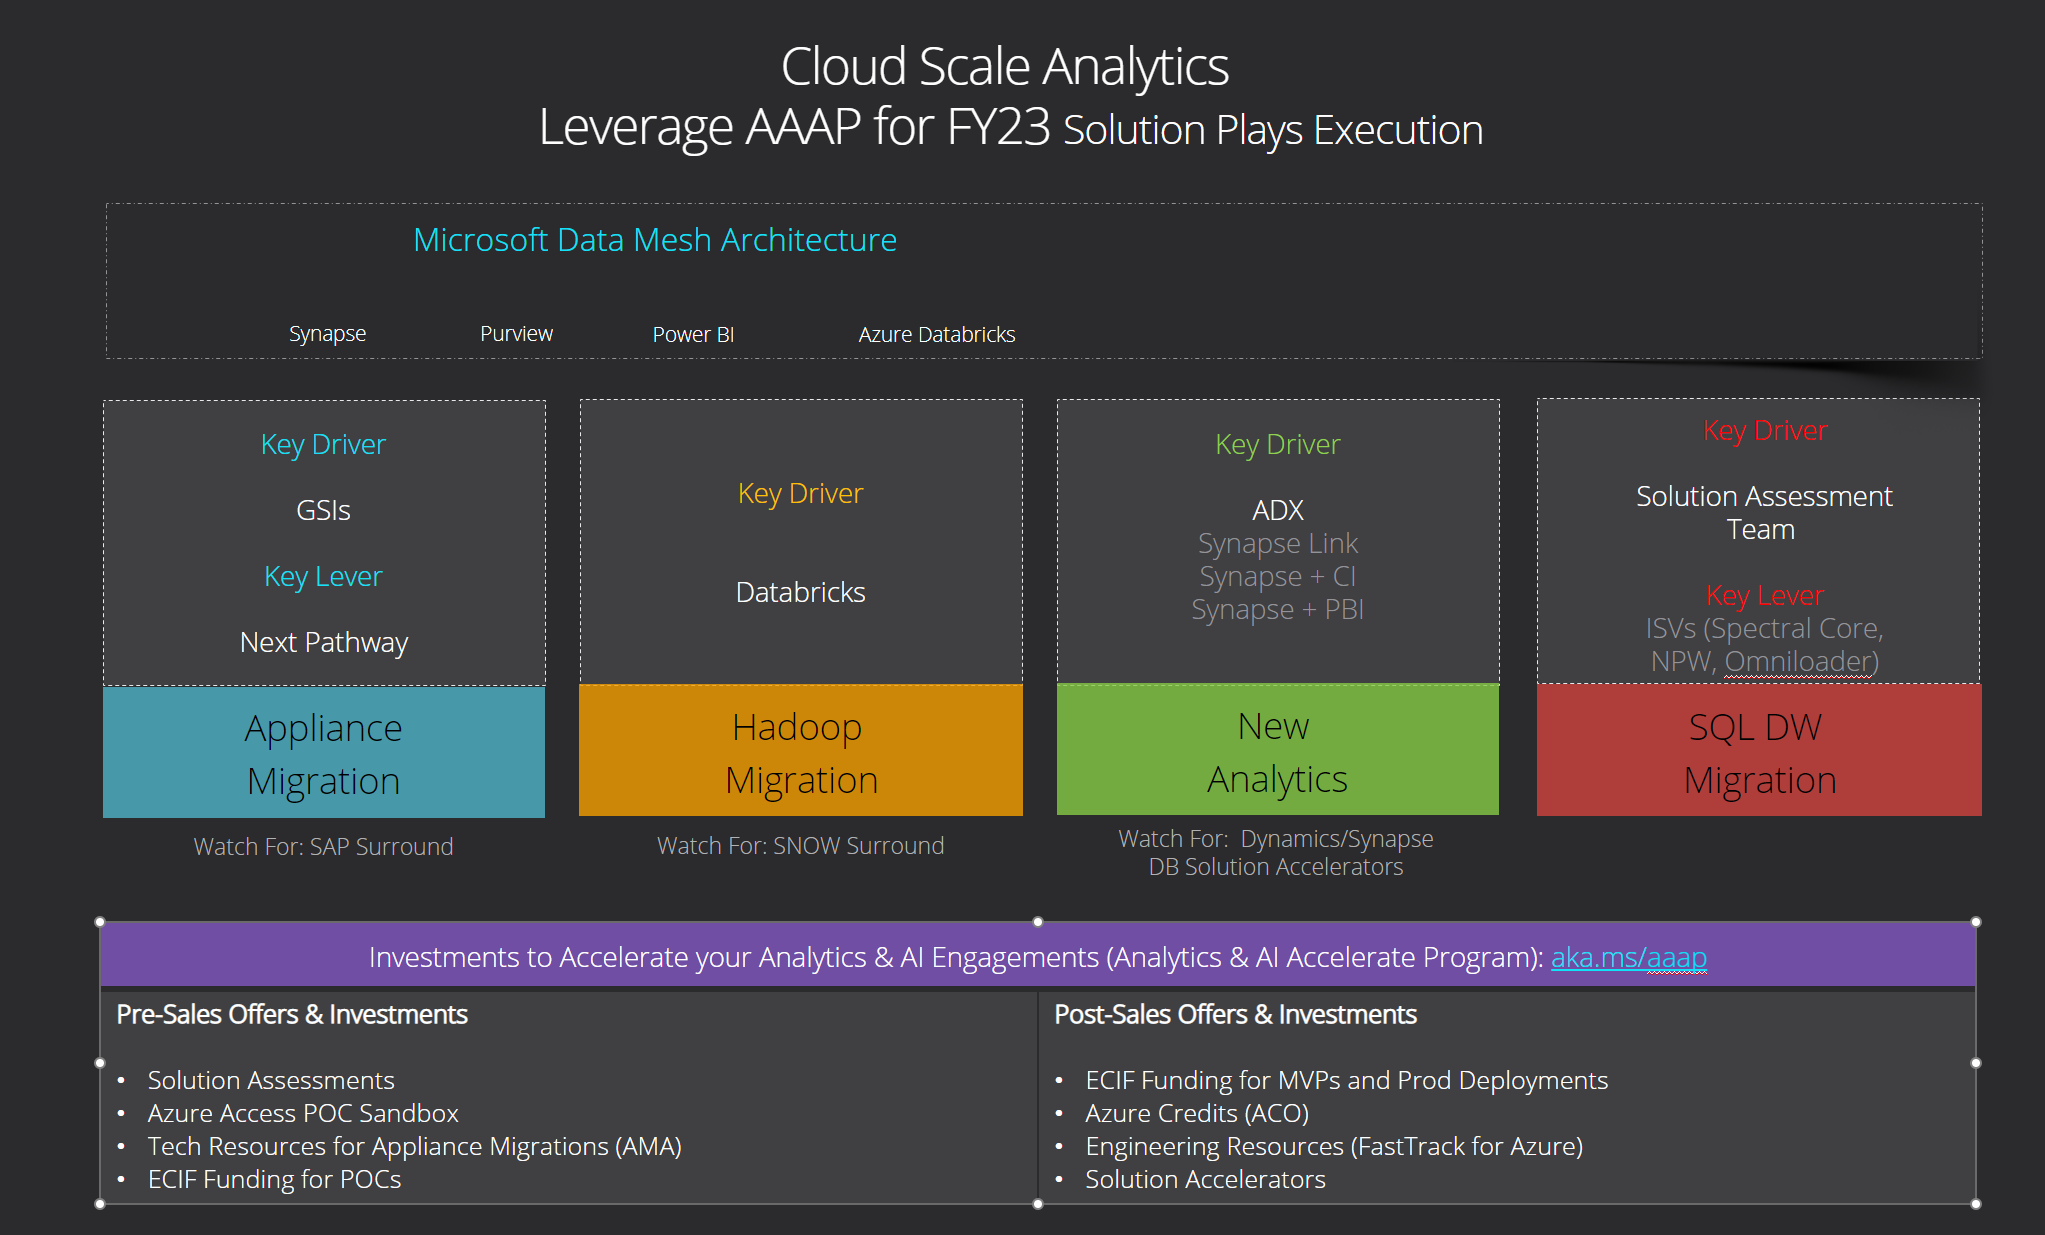 Cloud Scale Analytics
Leverage AAAP for FY23 Solution Plays Execution
Microsoft Data Mesh Architecture
Synapse Purview Power BI Azure Databricks
Key Driver
GSIs
Key Lever
Next Pathway
Appliance
Migration
Watch For: SAP Surround
Key Driver
Databricks
Hadoop
Migration
Watch For: SNOW Surround
Key Driver
ADX
Synapse Link
Synapse + CI
Synapse + PBI
New
Analytics
Watch For:  Dynamics/Synapse
DB Solution Accelerators
Key Driver
Solution Assessment
Team
Key Lever
ISVs (Spectral Core,
NPW, Omniloader)
SQL DW
Migration
Investments to Accelerate your Analytics & AI Engagements (Analytics & AI Accelerate Program): aka.ms/aaap
Pre-Sales Offers & Investments
• Solution Assessments
• Azure Access POC Sandbox
• Tech Resources for Appliance Migrations (AMA)
• ECIF Funding for POCs
Post-Sales Offers & Investments
• ECIF Funding for MVPs and Prod Deployments
• Azure Credits (ACO)
• Engineering Resources (FastTrack for Azure)
• Solution Accelerators